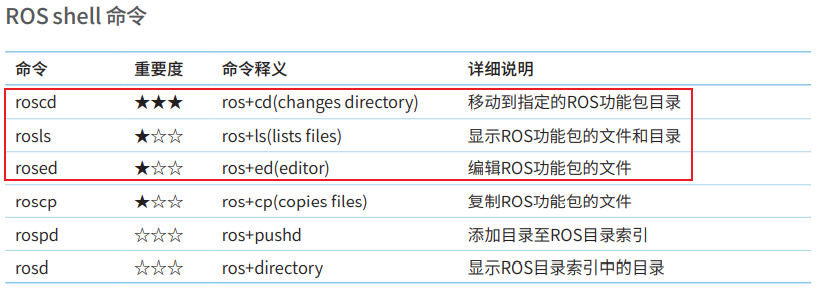 ROS shell 命令
命令 重要度 命令释义 详细说明
roscd ★★★ ros+cd(changes directory) 移动到指定的ROS功能包目录
rosls ★☆☆ ros+ls(lists files) 显示ROS功能包的文件和目录
rosed ★☆☆ ros+ed(editor) 编辑ROS功能包的文件
roscp ★☆☆ ros+cp(copies files) 复制ROS功能包的文件
rospd ☆☆☆ ros+pushd 添加目录至ROS目录索引
rosd ☆☆☆ ros+directory 显示ROS目录索引中的目录